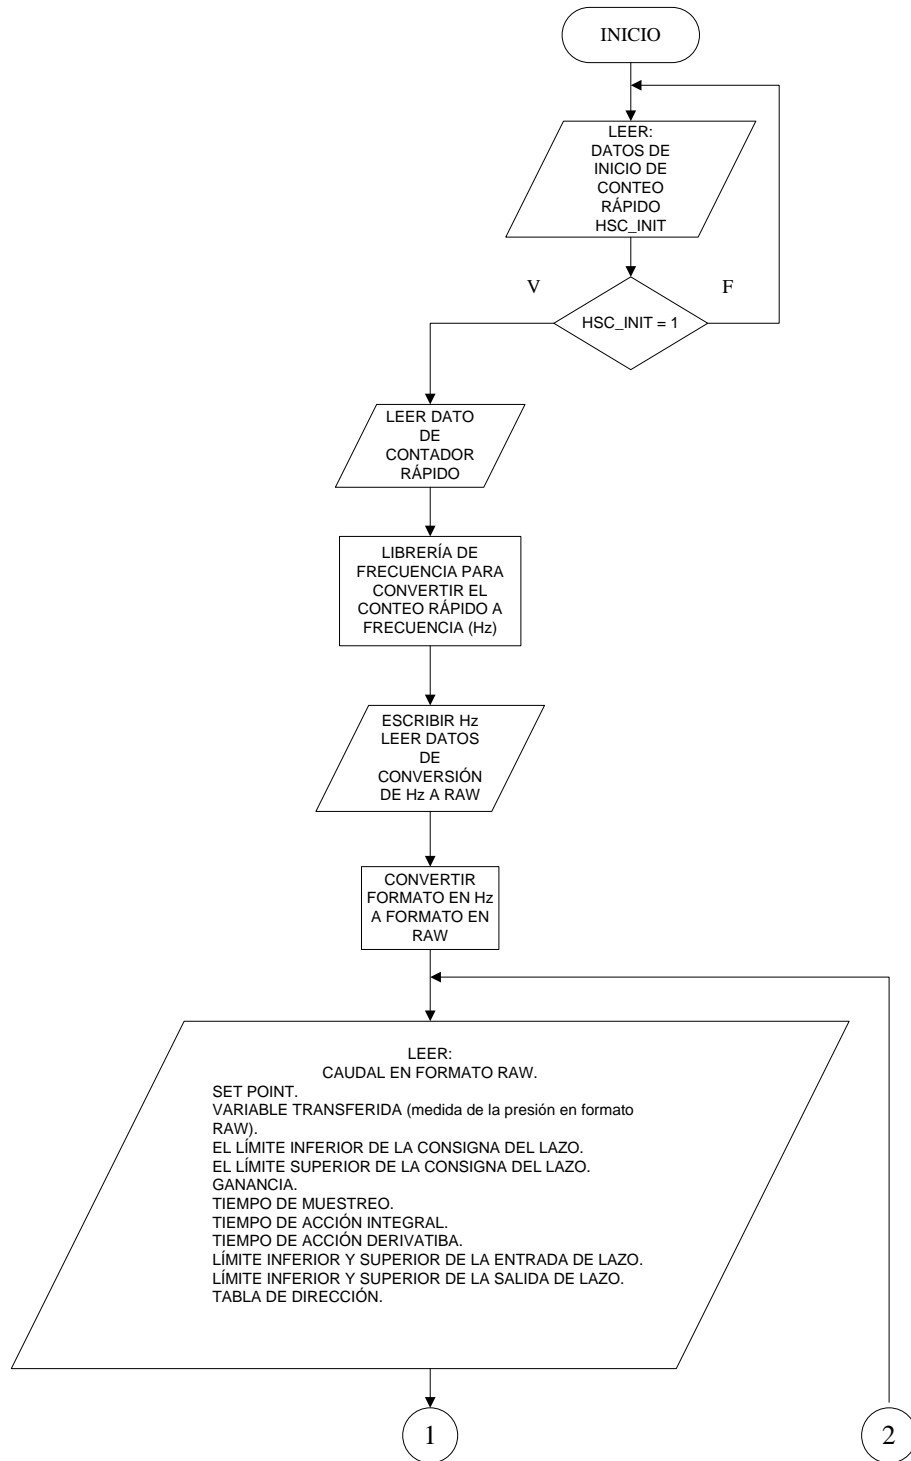 INICIO
LEER:
DATOS DE
INICIO DE
CONTEO
RÁPIDO
HSC_INIT
V
F
HSC_INIT = 1
LEER DATO
DE
CONTADOR
RÁPIDO
LIBRERÍA DE
FRECUENCIA PARA
CONVERTIR EL
CONTEO RÁPIDO A
FRECUENCIA (Hz)
ESCRIBIR Hz
LEER DATOS
DE
CONVERSIÓN
DE Hz A RAW
CONVERTIR
FORMATO EN Hz
A FORMATO EN
RAW
LEER:
CAUDAL EN FORMATO RAW.
SET POINT.
VARIABLE TRANSFERIDA (medida de la presión en formato
RAW).
EL LÍMITE INFERIOR DE LA CONSIGNA DEL LAZO.
EL LÍMITE SUPERIOR DE LA CONSIGNA DEL LAZO.
GANANCIA.
TIEMPO DE MUESTREO.
TIEMPO DE ACCIÓN INTEGRAL.
TIEMPO DE ACCIÓN DERIVATIBA.
LÍMITE INFERIOR Y SUPERIOR DE LA ENTRADA DE LAZO.
LÍMITE INFERIOR Y SUPERIOR DE LA SALIDA DE LAZO.
TABLA DE DIRECCIÓN.
1
2